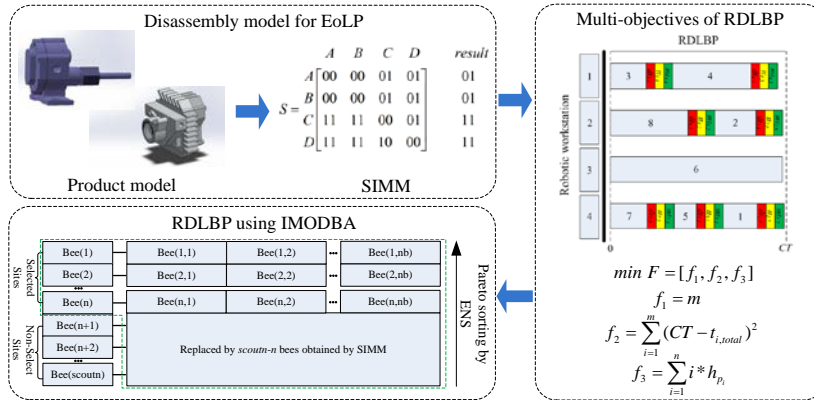 Disassembly model for EoLP
A B C D result
A 00 00 01 01 01
B 00 00 01 01 01
S =
C 11 11 00 01 11
D 11 11 10 00 11
Product model
SIMM
Multi-objectives of RDLBP
RDLBP
Robotic workstation
1 3 4
2 8 2
3 6
4 7 5 1
0 CT
min F = [f1, f2, f3]
f1 = m
f2 = ∑_{i=1}^{m} (CT − t_{i,total})²
f3 = ∑_{i=1}^{n} i * h_{p_i}
RDLBP using IMODBA
Selected Sites
Bee(1) Bee(1,1) Bee(1,2) ••• Bee(1,nb)
Bee(2) Bee(2,1) Bee(2,2) ••• Bee(2,nb)
•••
Bee(n) Bee(n,1) Bee(n,2) ••• Bee(n,nb)
Non-Select Sites
Bee(n+1)
Bee(n+2)
•••
Bee(scoutn)
Replaced by scoutn-n bees obtained by SIMM
Pareto sorting by ENS